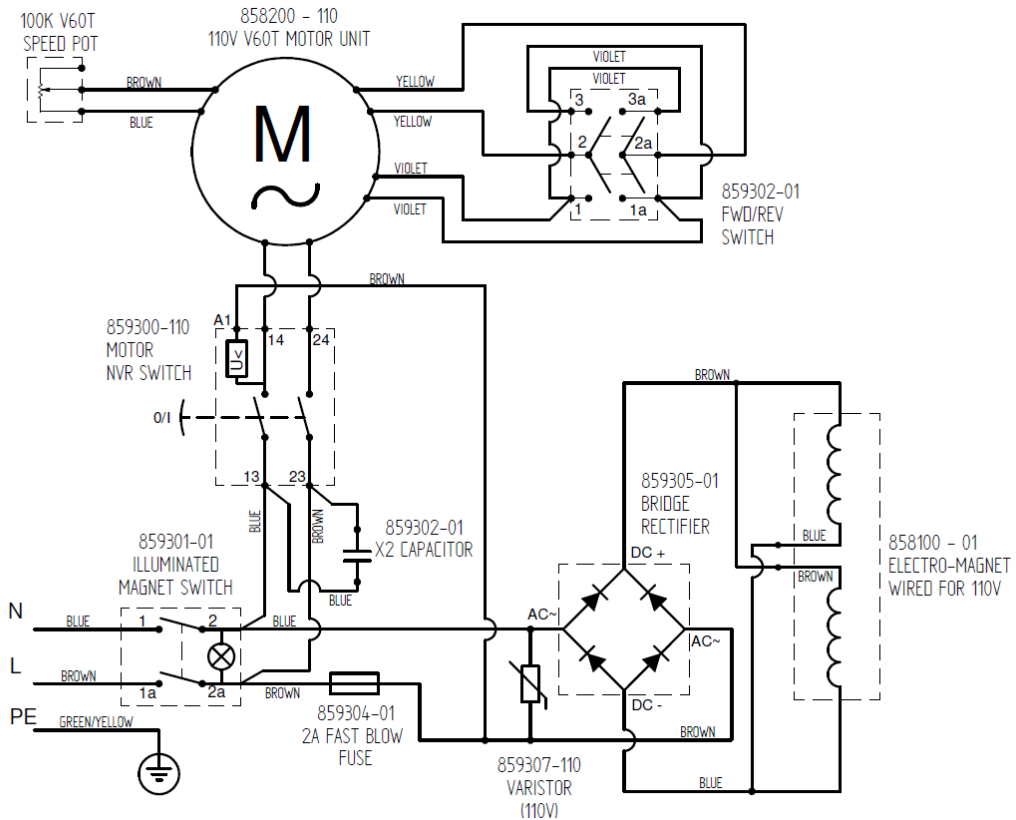 100K V60T
SPEED POT
858200 - 110
110V V60T MOTOR UNIT
BROWN
BLUE
M
YELLOW
YELLOW
VIOLET
VIOLET
VIOLET
VIOLET
3
3a
2
2a
1
1a
859302-01
FWD/REV
SWITCH
BROWN
859300-110
MOTOR
NVR SWITCH
A1
14
24
U<
0/I
13
23
BLUE
BROWN
859302-01
X2 CAPACITOR
BLUE
859301-01
ILLUMINATED
MAGNET SWITCH
N
BLUE
1
2
BLUE
L
BROWN
1a
2a
BROWN
PE
GREEN/YELLOW
859304-01
2A FAST BLOW
FUSE
859307-110
VARISTOR
(110V)
859305-01
BRIDGE
RECTIFIER
DC +
AC~
AC~
DC -
BROWN
BLUE
BROWN
BLUE
BROWN
858100 - 01
ELECTRO-MAGNET
WIRED FOR 110V